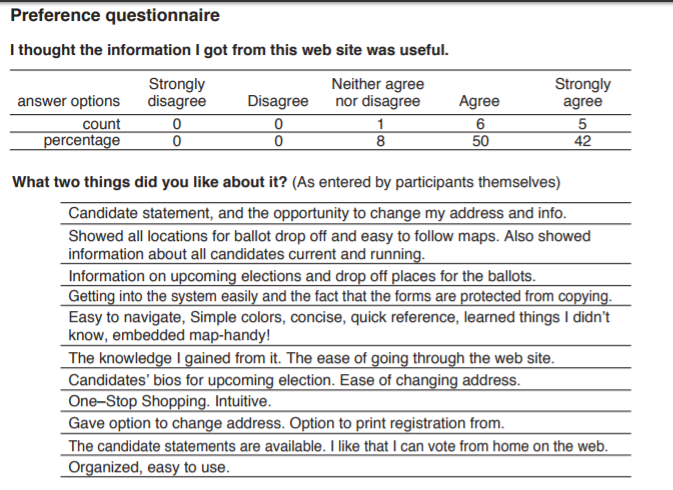 Preference questionnaire
I thought the information I got from this web site was useful.
Strongly Neither agree Strongly
answer options disagree Disagree nor disagree Agree agree
count 0 0 1 6 5
percentage 0 0 8 50 42
What two things did you like about it? (As entered by participants themselves)
Candidate statement, and the opportunity to change my address and info.
Showed all locations for ballot drop off and easy to follow maps. Also showed
information about all candidates current and running.
Information on upcoming elections and drop off places for the ballots.
Getting into the system easily and the fact that the forms are protected from copying.
Easy to navigate, Simple colors, concise, quick reference, learned things I didn't
know, embedded map-handy!
The knowledge I gained from it. The ease of going through the web site.
Candidates' bios for upcoming election. Ease of changing address.
One–Stop Shopping. Intuitive.
Gave option to change address. Option to print registration from.
The candidate statements are available. I like that I can vote from home on the web.
Organized, easy to use.